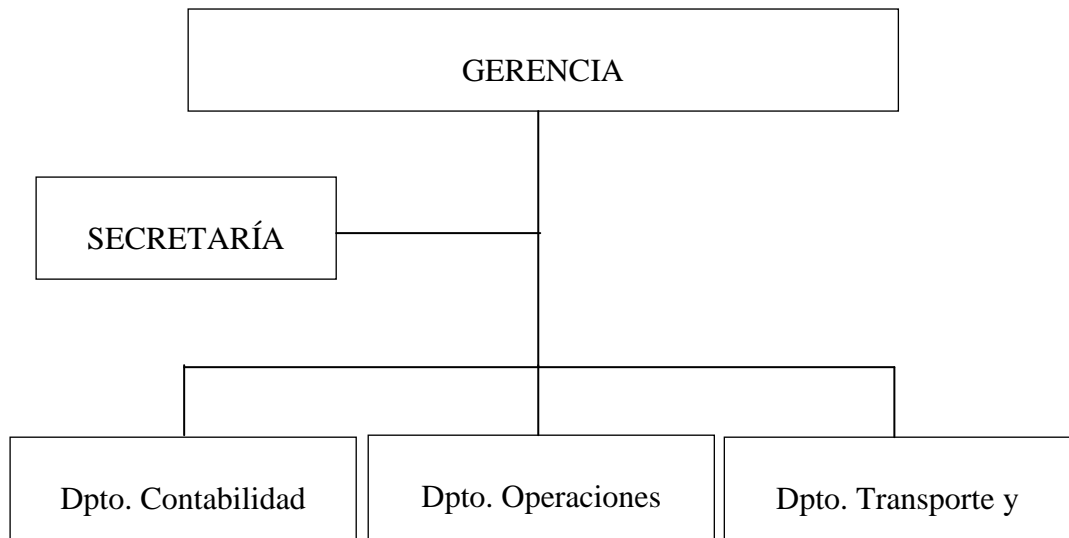 GERENCIA
SECRETARÍA
Dpto. Contabilidad
Dpto. Operaciones
Dpto. Transporte y